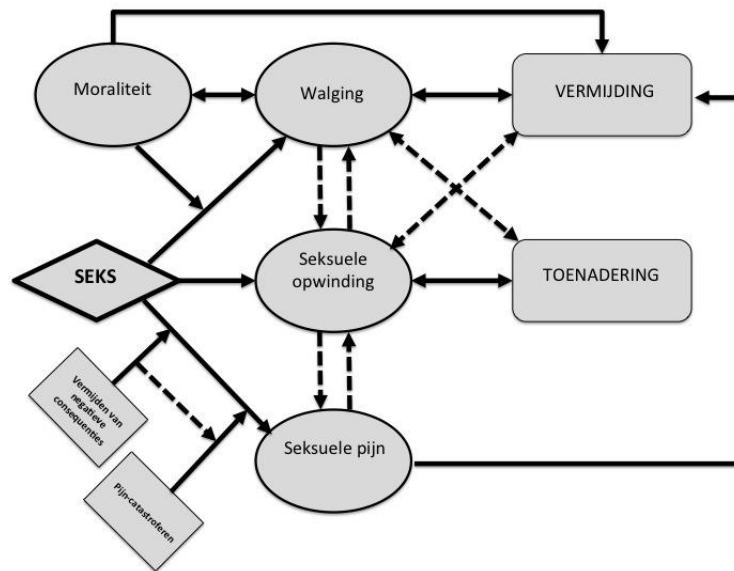 Moraliteit
Walging
VERMIJDING
SEKS
Seksuele
opwinding
TOENADERING
Vermijden van
negatieve
consequenties
Pijn-catastroferen
Seksuele pijn